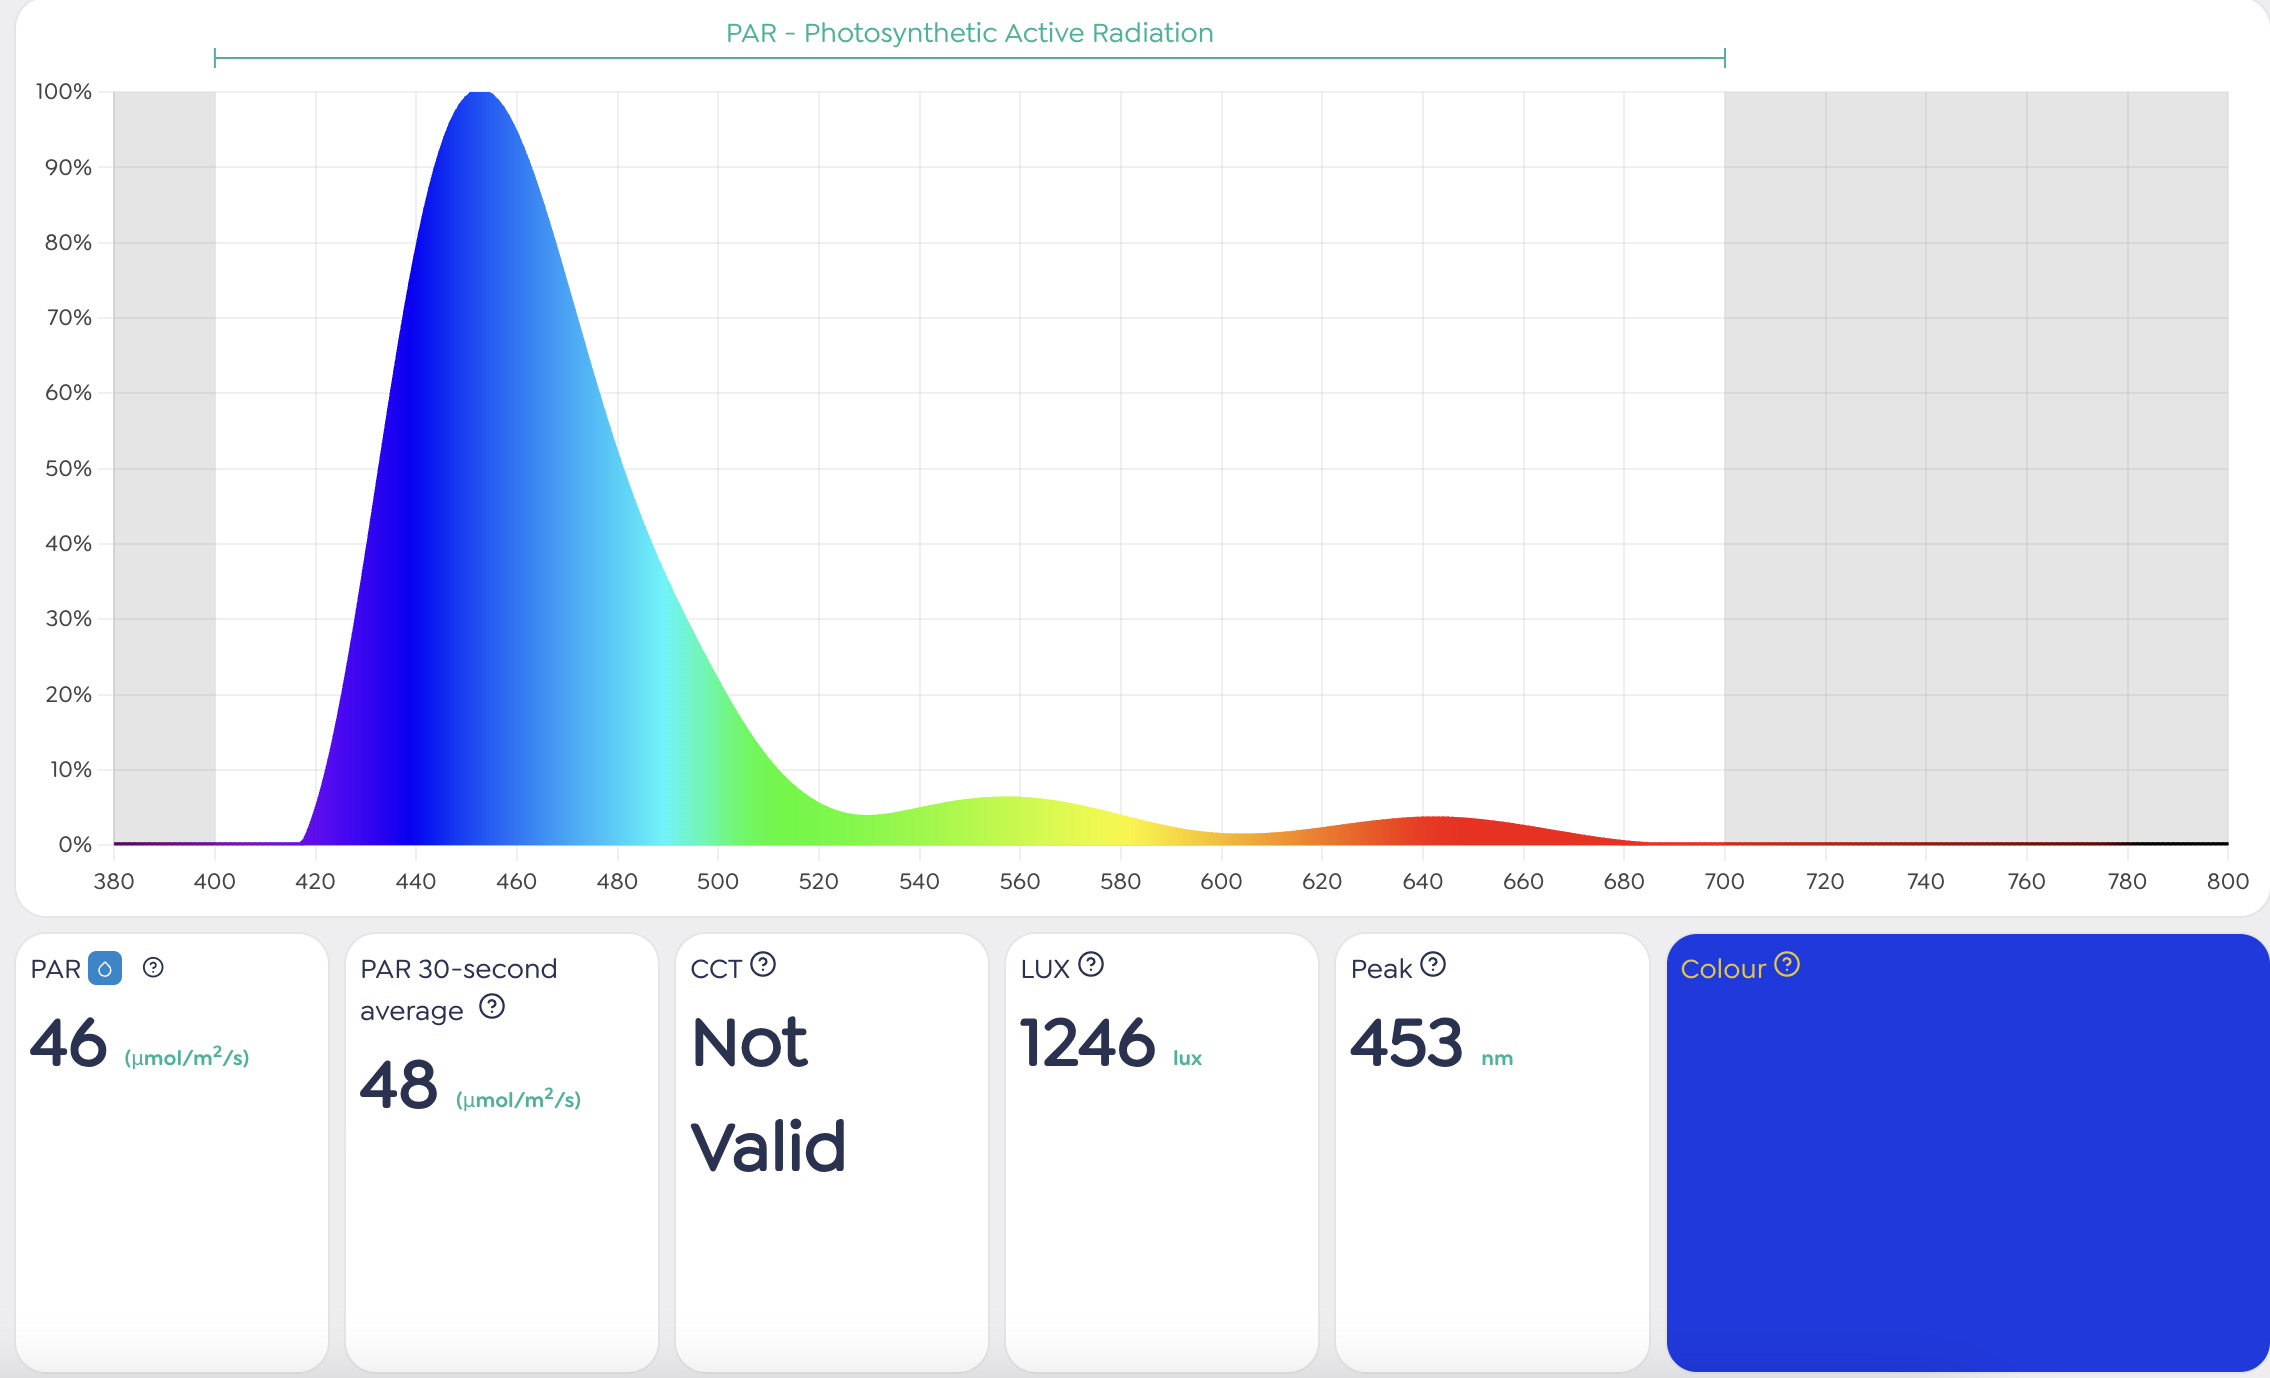 PAR - Photosynthetic Active Radiation
100%
90%
80%
70%
60%
50%
40%
30%
20%
10%
0%
380 400 420 440 460 480 500 520 540 560 580 600 620 640 660 680 700 720 740 760 780 800
PAR ?
46 (μmol/m²/s)
PAR 30-second
average ?
48 (μmol/m²/s)
CCT ?
Not
Valid
LUX ?
1246 lux
Peak ?
453 nm
Colour ?